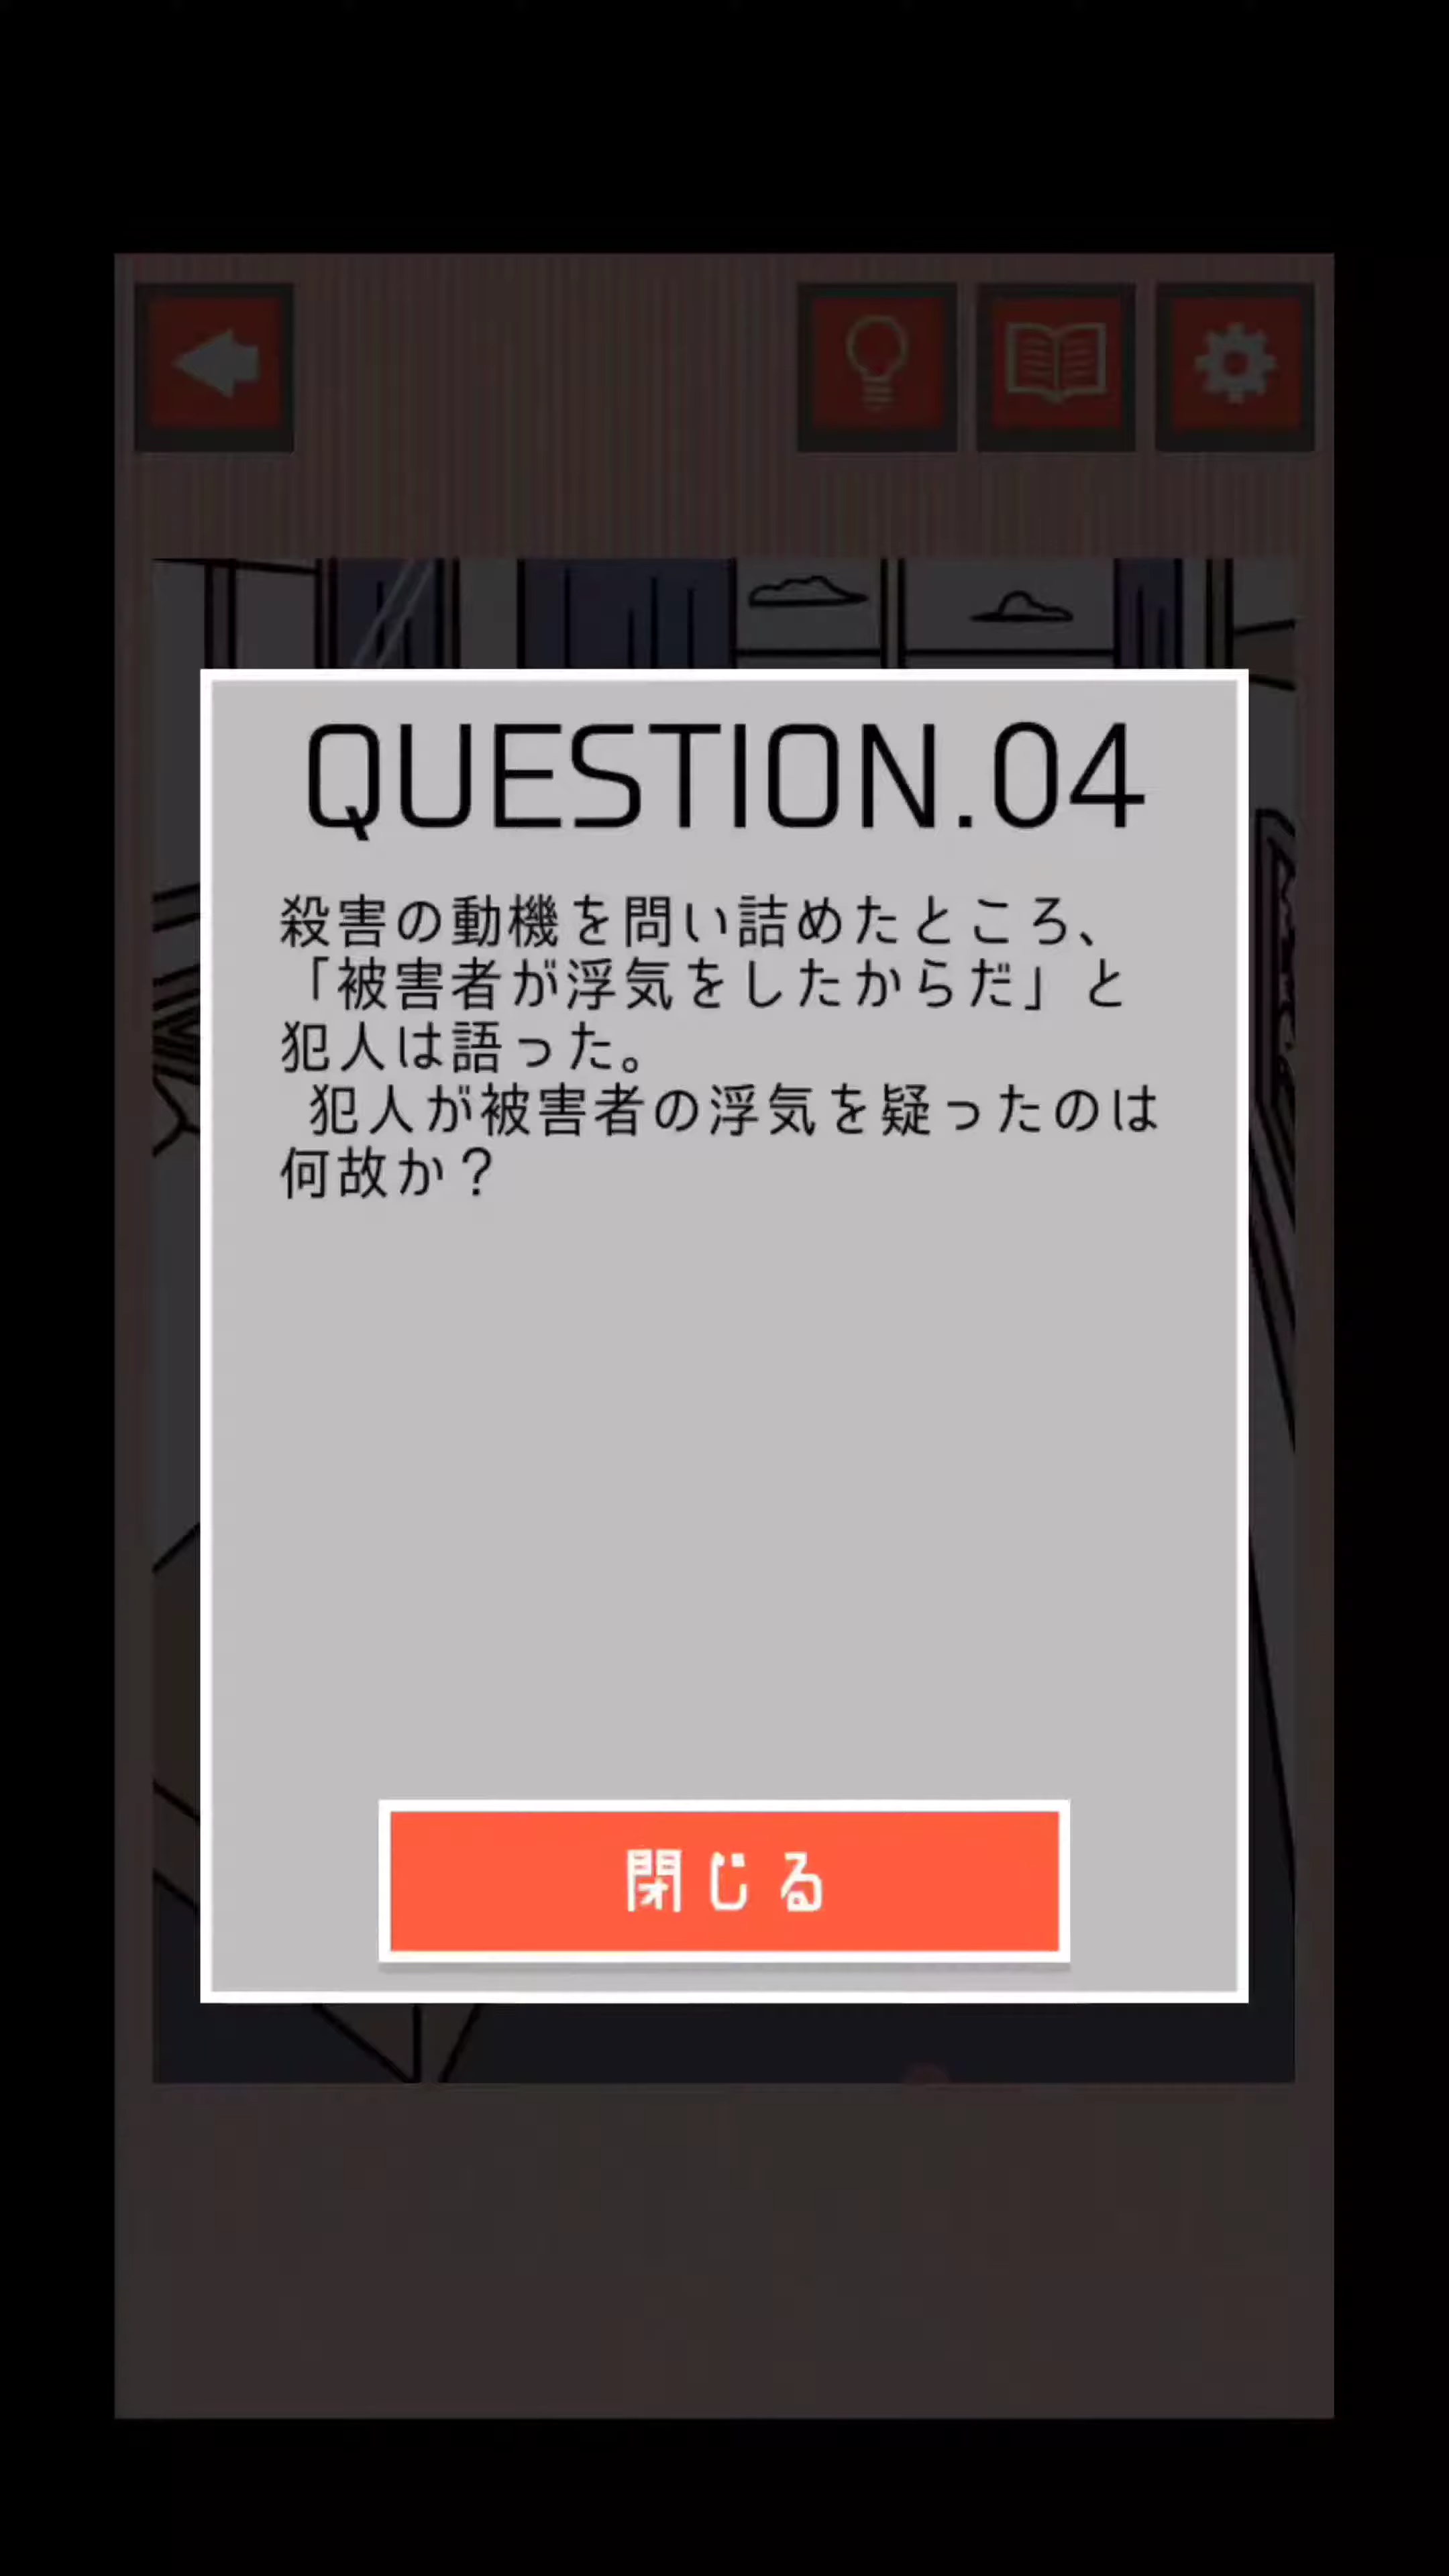 QUESTION.04
殺害の動機を問い詰めたところ、
「被害者が浮気をしたからだ」と
犯人は語った。
犯人が被害者の浮気を疑ったのは
何故か？
閉じる